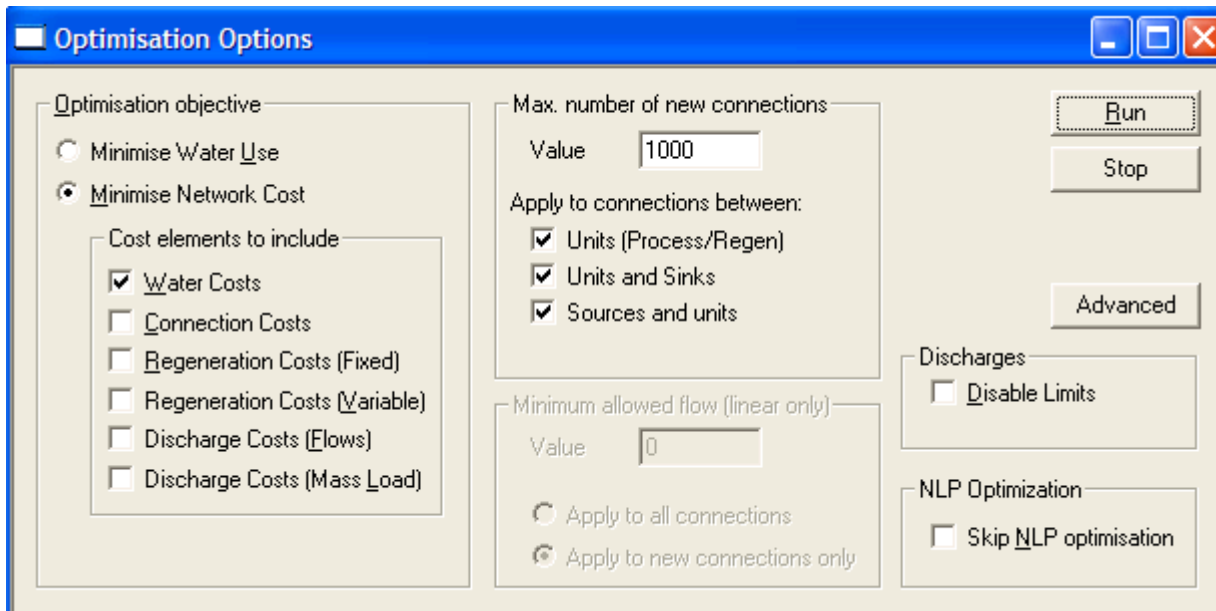 Optimisation Options
Optimisation objective
Minimise Water Use
Minimise Network Cost
Cost elements to include
Water Costs
Connection Costs
Regeneration Costs (Fixed)
Regeneration Costs (Variable)
Discharge Costs (Flows)
Discharge Costs (Mass Load)
Max. number of new connections
Value 1000
Apply to connections between:
Units (Process/Regen)
Units and Sinks
Sources and units
Minimum allowed flow (linear only)
Value 0
Apply to all connections
Apply to new connections only
Run
Stop
Advanced
Discharges
Disable Limits
NLP Optimization
Skip NLP optimisation